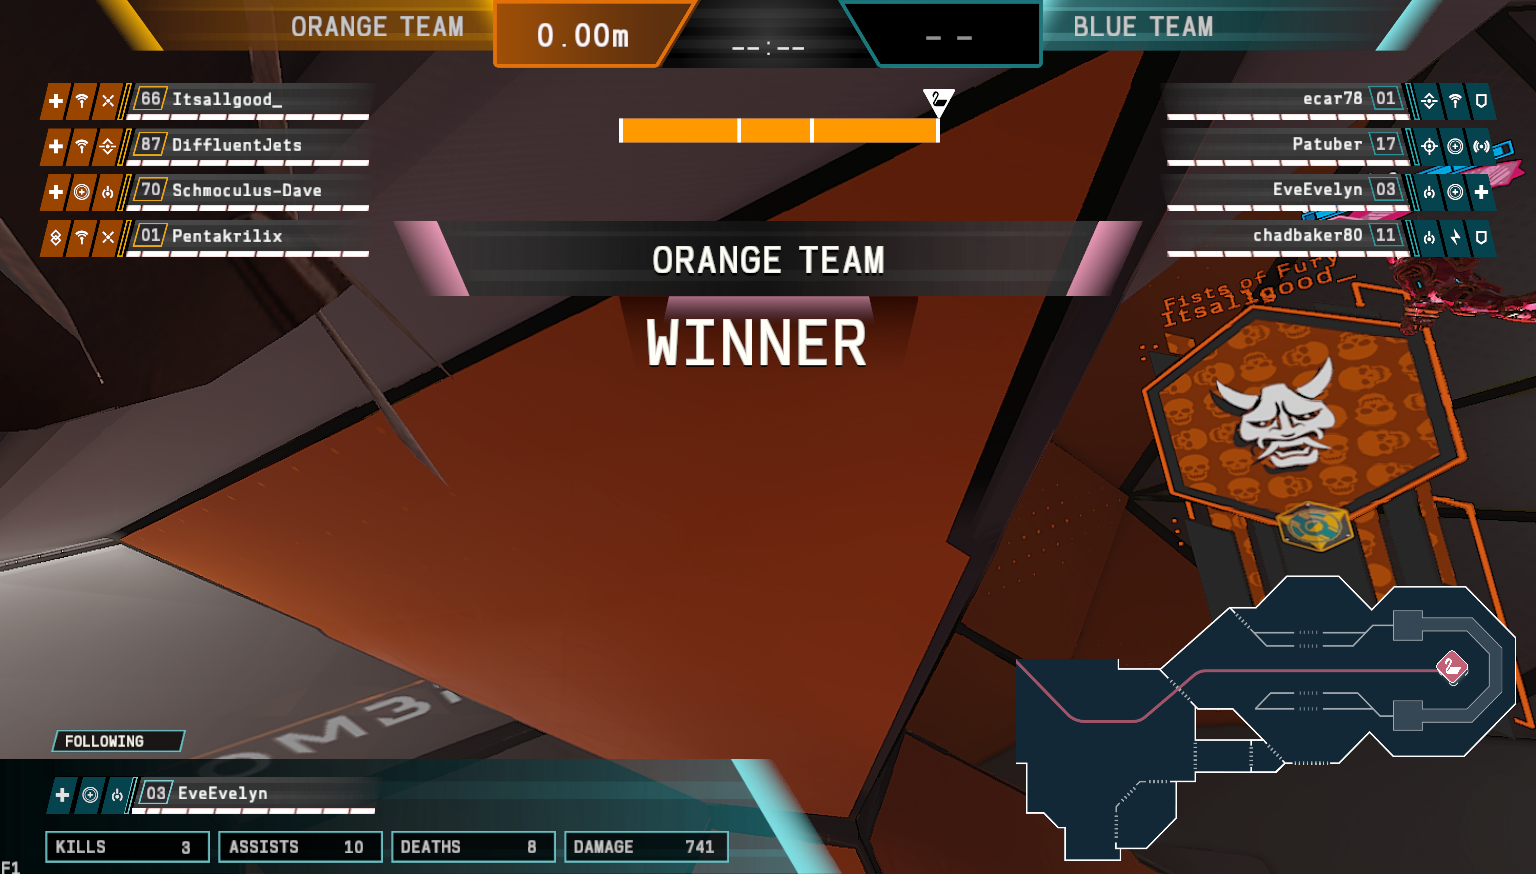 ORANGE TEAM
0.00m
--:--
– –
BLUE TEAM
66 Itsallgood_
87 DiffluentJets
70 Schmoculus-Dave
01 Pentakrilix
ecar78 01
Patuber 17
EveEvelyn 03
chadbaker80 11
ORANGE TEAM
WINNER
Fists of Fury
Itsallgood_
FOLLOWING
03 EveEvelyn
KILLS 3
ASSISTS 10
DEATHS 8
DAMAGE 741
F1